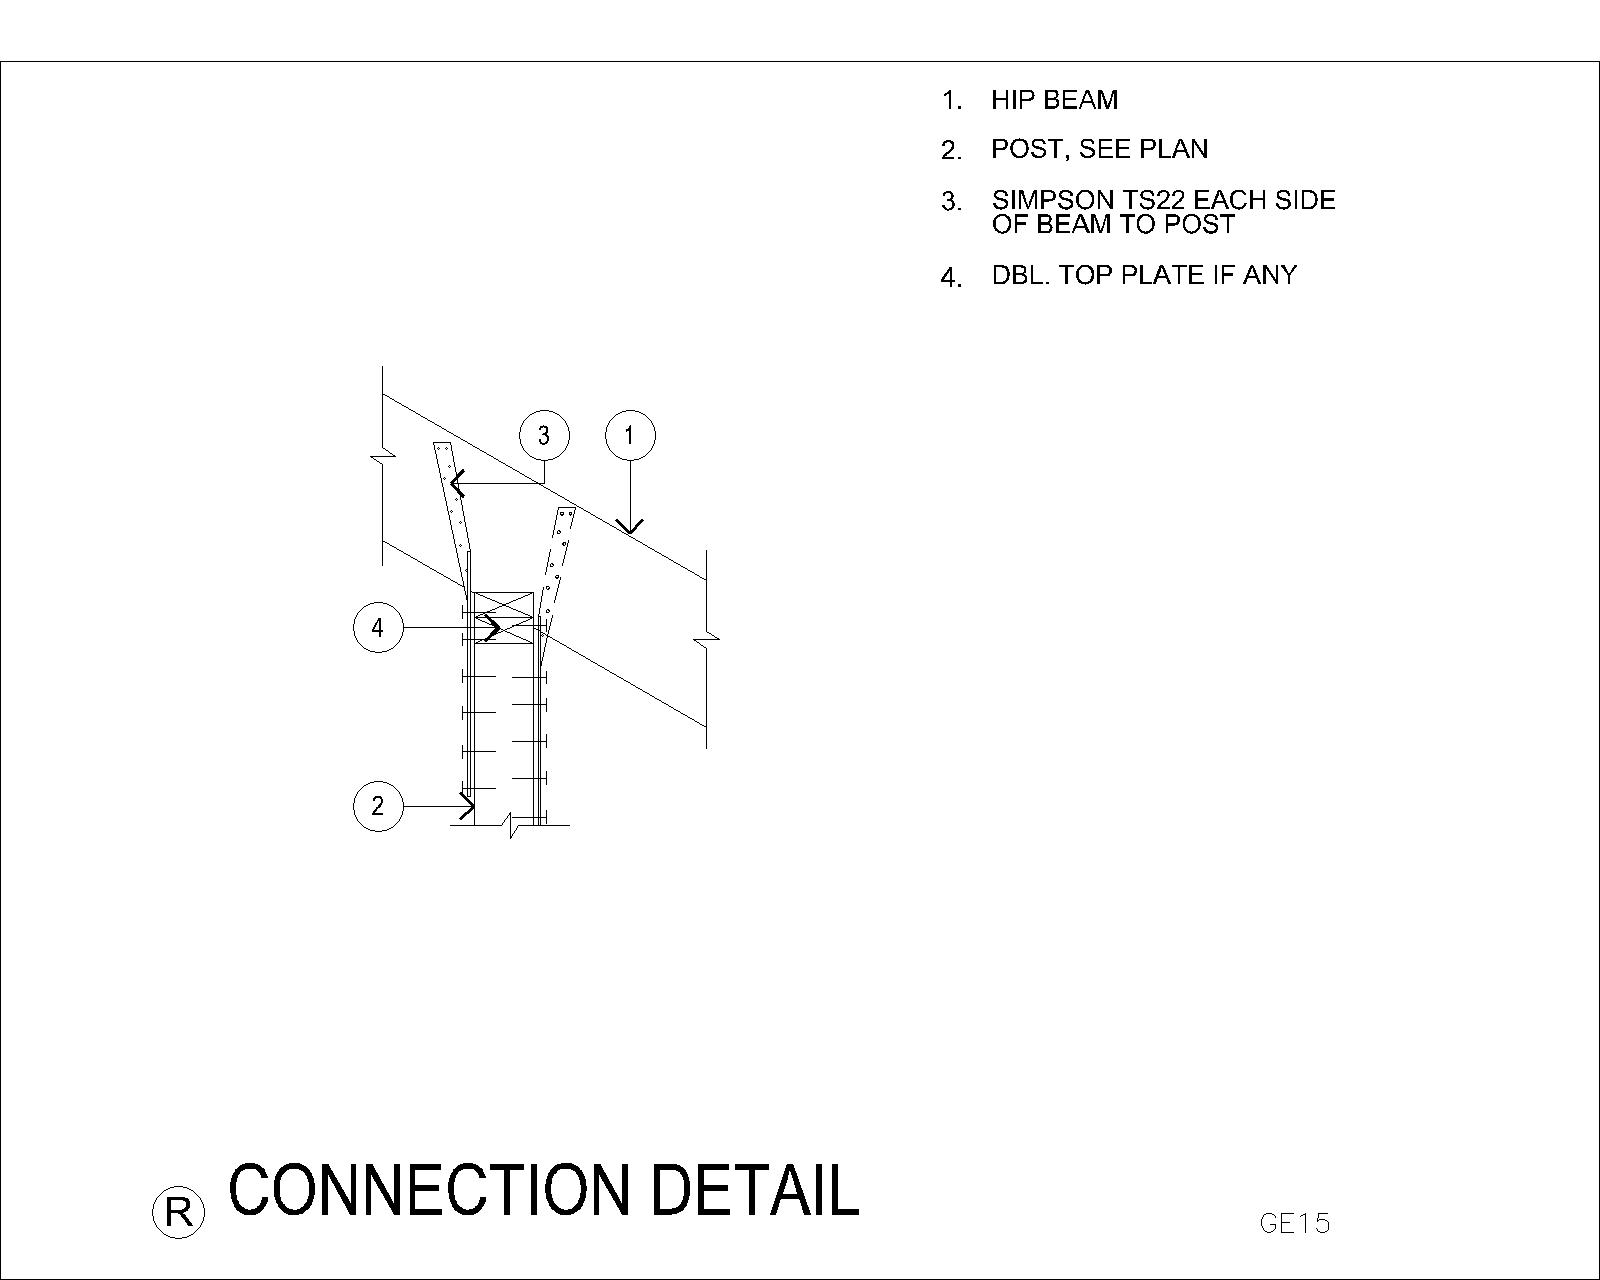 1. HIP BEAM
2. POST, SEE PLAN
3. SIMPSON TS22 EACH SIDE
OF BEAM TO POST
4. DBL. TOP PLATE IF ANY
3 1
4
2
R CONNECTION DETAIL
GE15